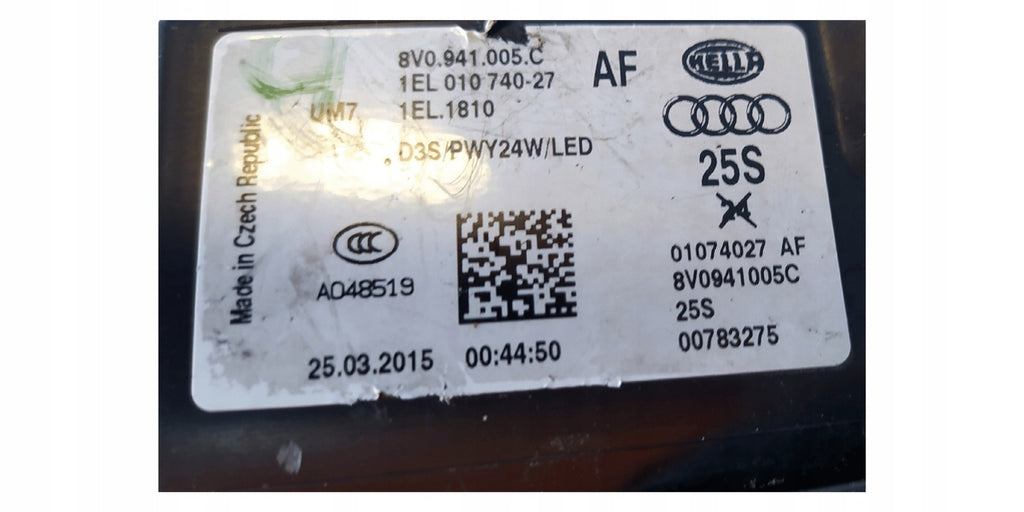 8V0.941.005.C
1EL 010 740-27
AF
HELLA
UM7
1EL.1810
D3S/PWY24W/LED
25S
Made in Czech Republic
CCC
A048519
01074027 AF
8V0941005C
25S
00783275
25.03.2015
00:44:50